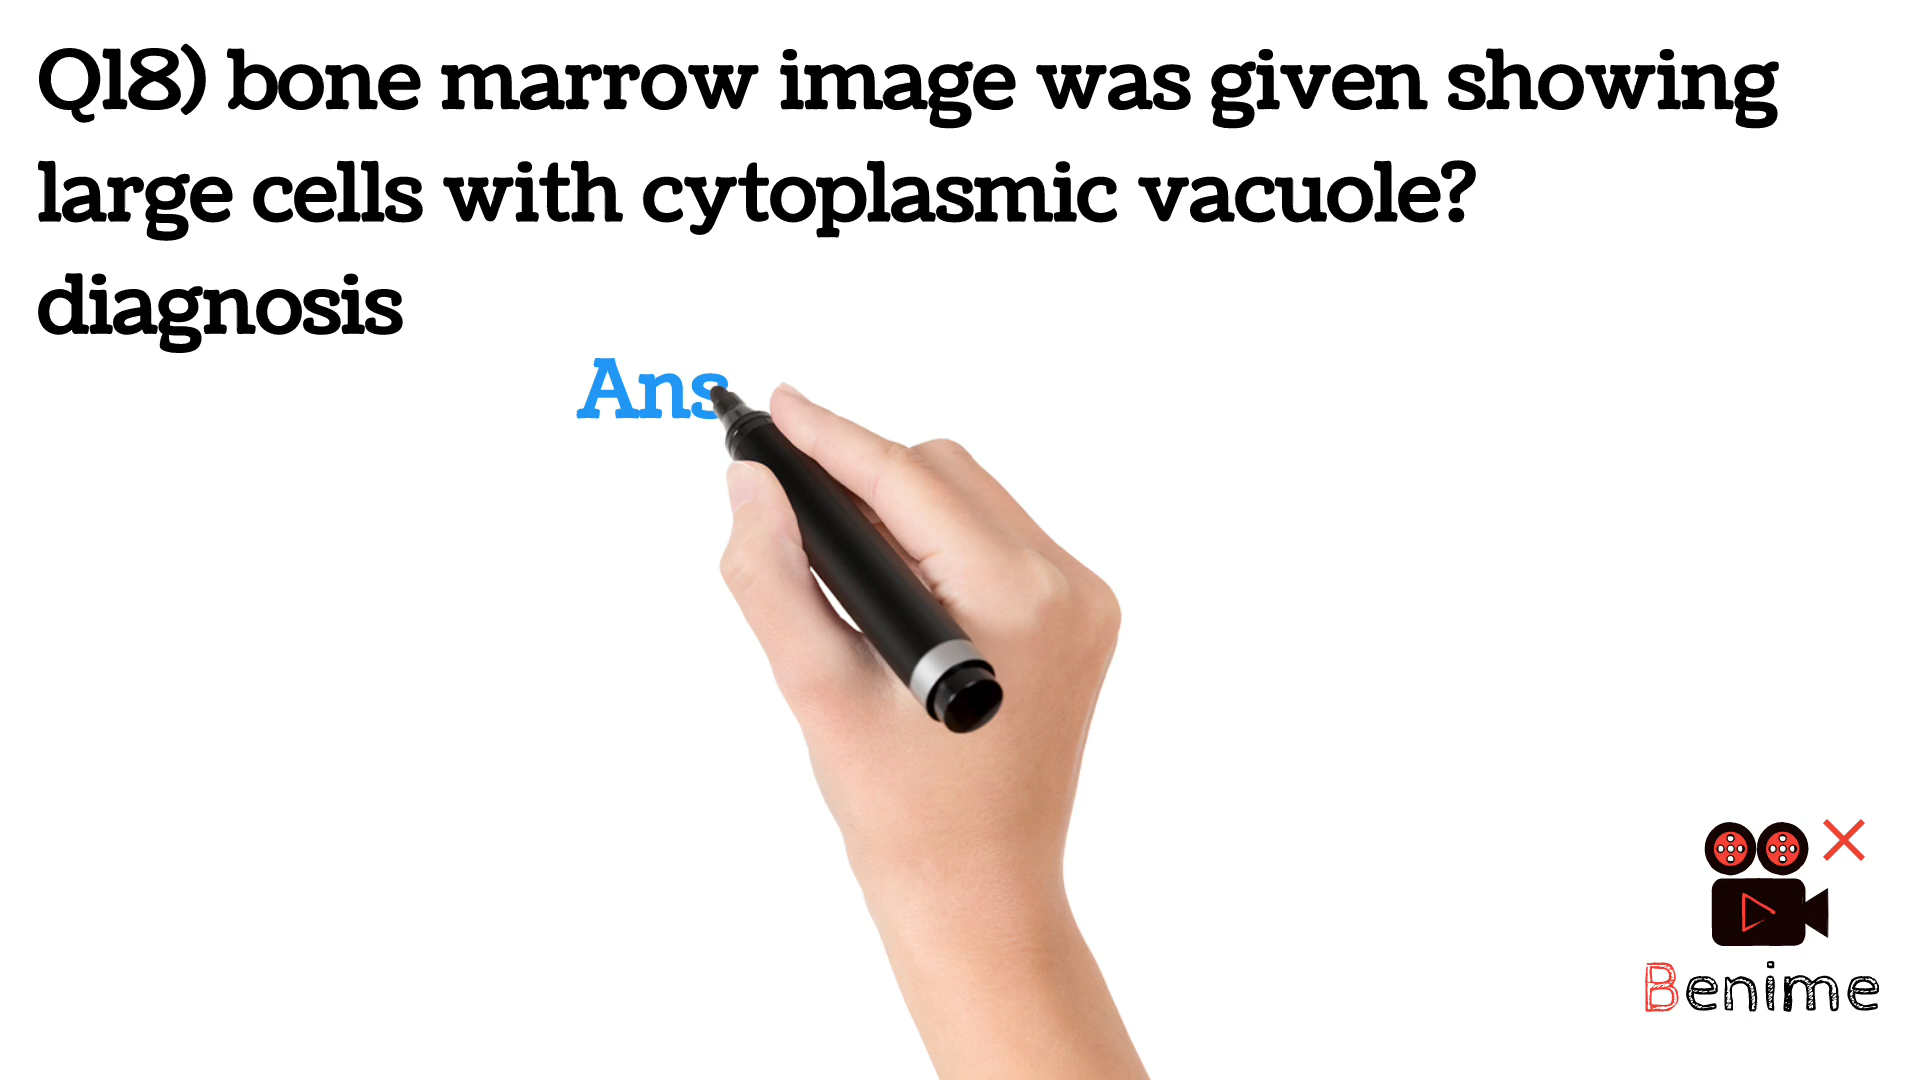 Q18) bone marrow image was given showing
large cells with cytoplasmic vacuole?
diagnosis
Ans
Benime